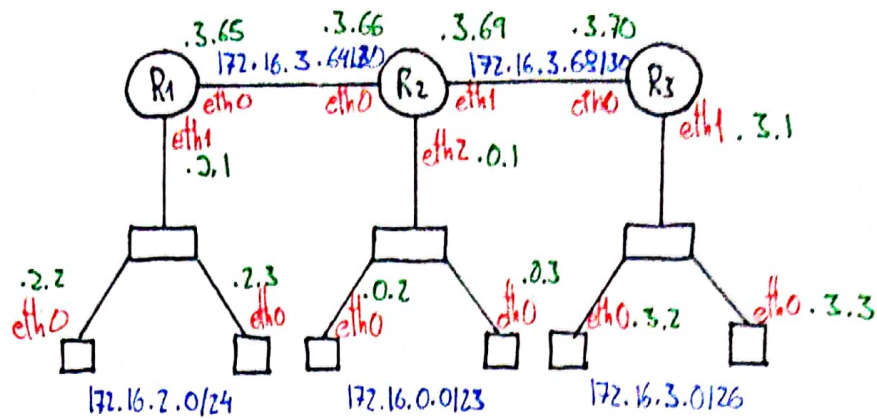 .3.65 .3.66 .3.69 .3.70
172.16.3.64/30 172.16.3.68/30
R1 R2 R3
eth0 eth0 eth1 eth0
eth1 eth2 .0.1 eth1 .3.1
.2.1
.2.2 .2.3 .0.2 .0.3
eth0 eth0 eth0 eth0 eth0 .3.2 eth0 .3.3
172.16.2.0/24 172.16.0.0/23 172.16.3.0/26